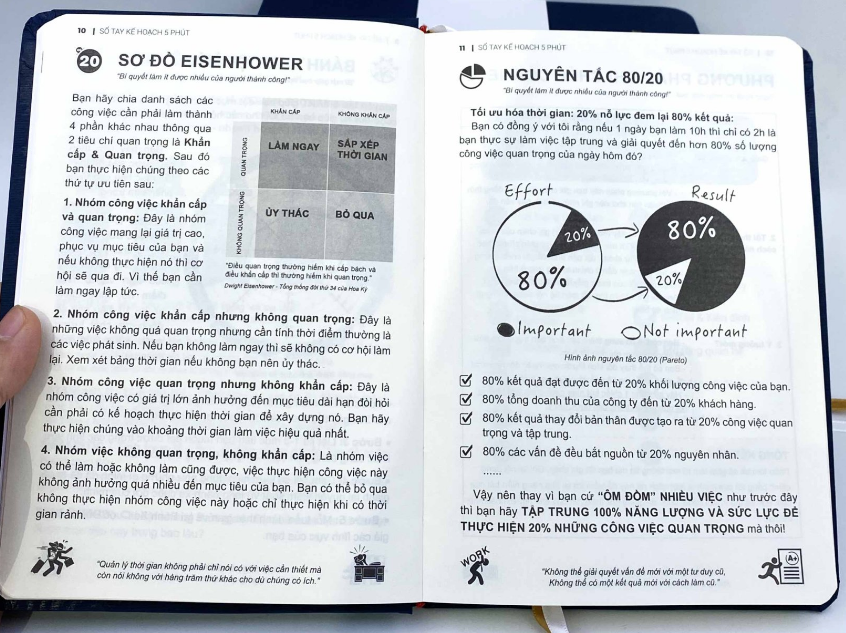 10 | SỔ TAY KẾ HOẠCH 5 PHÚT
20
SƠ ĐỒ EISENHOWER
"Bí quyết làm ít được nhiều của người thành công!"
Bạn hãy chia danh sách các
công việc cần phải làm thành
4 phần khác nhau thông qua
2 tiêu chí quan trọng là Khẩn
cấp & Quan trọng. Sau đó
bạn thực hiện chúng theo các
thứ tự ưu tiên sau:
KHẨN CẤP
KHÔNG KHẨN CẤP
QUAN TRỌNG
LÀM NGAY
SẮP XẾP
THỜI GIAN
KHÔNG QUAN TRỌNG
ỦY THÁC
BỎ QUA
"Điều quan trọng thường hiếm khi cấp bách và
điều khẩn cấp thì thường hiếm khi quan trọng."
Dwight Eisenhower - Tổng thống đời thứ 34 của Hoa Kỳ
1. Nhóm công việc khẩn cấp
và quan trọng: Đây là nhóm
công việc mang lại giá trị cao,
phục vụ mục tiêu của bạn và
nếu không thực hiện nó thì cơ
hội sẽ qua đi. Vì thế bạn cần
làm ngay lập tức.
2. Nhóm công việc khẩn cấp nhưng không quan trọng: Đây là
những việc không quá quan trọng nhưng cần tính thời điểm thường là
các việc phát sinh. Nếu bạn không làm ngay thì sẽ không có cơ hội làm
lại. Xem xét bảng thời gian nếu không bạn nên ủy thác.
3. Nhóm công việc quan trọng nhưng không khẩn cấp: Đây là
nhóm công việc có giá trị lớn ảnh hưởng đến mục tiêu dài hạn đòi hỏi
cần phải có kế hoạch thực hiện thời gian để xây dựng nó. Bạn hãy
thực hiện chúng vào khoảng thời gian làm việc hiệu quả nhất.
4. Nhóm việc không quan trọng, không khẩn cấp: Là nhóm việc
có thể làm hoặc không làm cũng được, việc thực hiện công việc này
không ảnh hưởng quá nhiều đến mục tiêu của bạn. Bạn có thể bỏ qua
không thực hiện nhóm công việc này hoặc chỉ thực hiện khi có thời
gian rảnh.
"Quản lý thời gian không phải chỉ nói có với việc cần thiết mà
còn nói không với hàng trăm thứ khác cho dù chúng có ích."
11 | SỔ TAY KẾ HOẠCH 5 PHÚT
NGUYÊN TẮC 80/20
"Bí quyết làm ít được nhiều của người thành công!"
Tối ưu hóa thời gian: 20% nỗ lực đem lại 80% kết quả:
Bạn có đồng ý với tôi rằng nếu 1 ngày bạn làm 10h thì chỉ có 2h là
bạn thực sự làm việc tập trung và giải quyết đến hơn 80% số lượng
công việc quan trọng của ngày hôm đó?
Effort
Result
20%
80%
80%
20%
Important
Not important
Hình ảnh nguyên tắc 80/20 (Pareto)
80% kết quả đạt được đến từ 20% khối lượng công việc của bạn.
80% tổng doanh thu của công ty đến từ 20% khách hàng.
80% kết quả thay đổi bản thân được tạo ra từ 20% công việc quan
trọng và tập trung.
80% các vấn đề đều bắt nguồn từ 20% nguyên nhân.
......
Vậy nên thay vì bạn cứ "ÔM ĐỒM" NHIỀU VIỆC như trước đây
thì bạn hãy TẬP TRUNG 100% NĂNG LƯỢNG VÀ SỨC LỰC ĐỂ
THỰC HIỆN 20% NHỮNG CÔNG VIỆC QUAN TRỌNG mà thôi!
WORK
A+
"Không thể giải quyết vấn đề mới với một tư duy cũ,
Không thể có một kết quả mới với cách làm cũ."